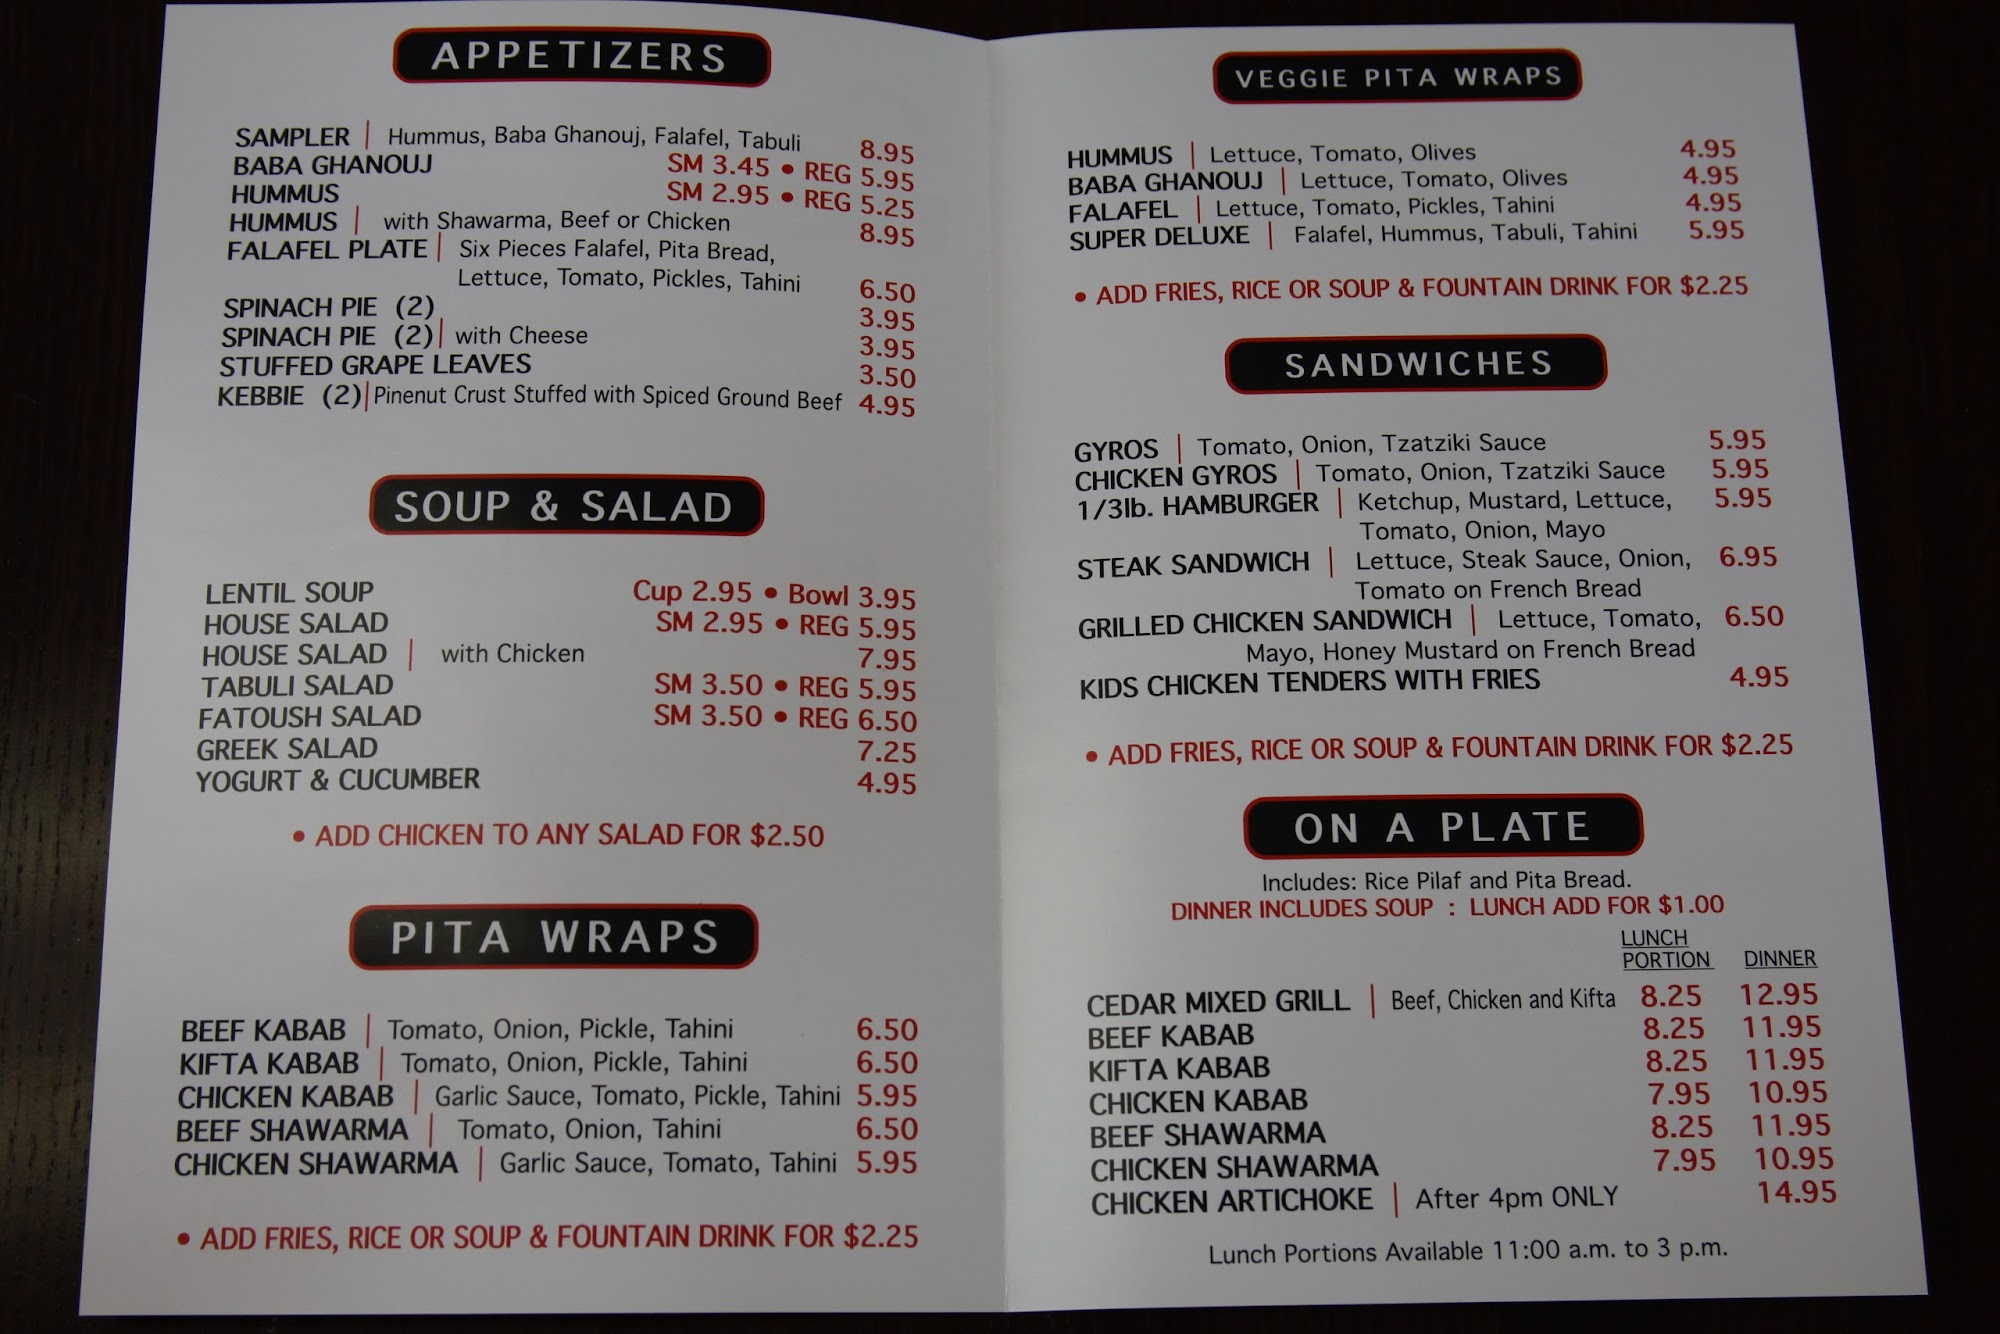 APPETIZERS
SAMPLER | Hummus, Baba Ghanouj, Falafel, Tabuli 8.95
BABA GHANOUJ SM 3.45 • REG 5.95
HUMMUS SM 2.95 • REG 5.25
HUMMUS | with Shawarma, Beef or Chicken 8.95
FALAFEL PLATE | Six Pieces Falafel, Pita Bread,
Lettuce, Tomato, Pickles, Tahini 6.50
SPINACH PIE (2) 3.95
SPINACH PIE (2) | with Cheese 3.95
STUFFED GRAPE LEAVES 3.50
KEBBIE (2) | Pinenut Crust Stuffed with Spiced Ground Beef 4.95
SOUP & SALAD
LENTIL SOUP Cup 2.95 • Bowl 3.95
HOUSE SALAD SM 2.95 • REG 5.95
HOUSE SALAD | with Chicken 7.95
TABULI SALAD SM 3.50 • REG 5.95
FATOUSH SALAD SM 3.50 • REG 6.50
GREEK SALAD 7.25
YOGURT & CUCUMBER 4.95
• ADD CHICKEN TO ANY SALAD FOR $2.50
PITA WRAPS
BEEF KABAB | Tomato, Onion, Pickle, Tahini 6.50
KIFTA KABAB | Tomato, Onion, Pickle, Tahini 6.50
CHICKEN KABAB | Garlic Sauce, Tomato, Pickle, Tahini 5.95
BEEF SHAWARMA | Tomato, Onion, Tahini 6.50
CHICKEN SHAWARMA | Garlic Sauce, Tomato, Tahini 5.95
• ADD FRIES, RICE OR SOUP & FOUNTAIN DRINK FOR $2.25
VEGGIE PITA WRAPS
HUMMUS | Lettuce, Tomato, Olives 4.95
BABA GHANOUJ | Lettuce, Tomato, Olives 4.95
FALAFEL | Lettuce, Tomato, Pickles, Tahini 4.95
SUPER DELUXE | Falafel, Hummus, Tabuli, Tahini 5.95
• ADD FRIES, RICE OR SOUP & FOUNTAIN DRINK FOR $2.25
SANDWICHES
GYROS | Tomato, Onion, Tzatziki Sauce 5.95
CHICKEN GYROS | Tomato, Onion, Tzatziki Sauce 5.95
1/3lb. HAMBURGER | Ketchup, Mustard, Lettuce, 5.95
Tomato, Onion, Mayo
STEAK SANDWICH | Lettuce, Steak Sauce, Onion, 6.95
Tomato on French Bread
GRILLED CHICKEN SANDWICH | Lettuce, Tomato, 6.50
Mayo, Honey Mustard on French Bread
KIDS CHICKEN TENDERS WITH FRIES 4.95
• ADD FRIES, RICE OR SOUP & FOUNTAIN DRINK FOR $2.25
ON A PLATE
Includes: Rice Pilaf and Pita Bread.
DINNER INCLUDES SOUP : LUNCH ADD FOR $1.00
LUNCH
PORTION DINNER
CEDAR MIXED GRILL | Beef, Chicken and Kifta 8.25 12.95
BEEF KABAB 8.25 11.95
KIFTA KABAB 8.25 11.95
CHICKEN KABAB 7.95 10.95
BEEF SHAWARMA 8.25 11.95
CHICKEN SHAWARMA 7.95 10.95
CHICKEN ARTICHOKE | After 4pm ONLY 14.95
Lunch Portions Available 11:00 a.m. to 3 p.m.